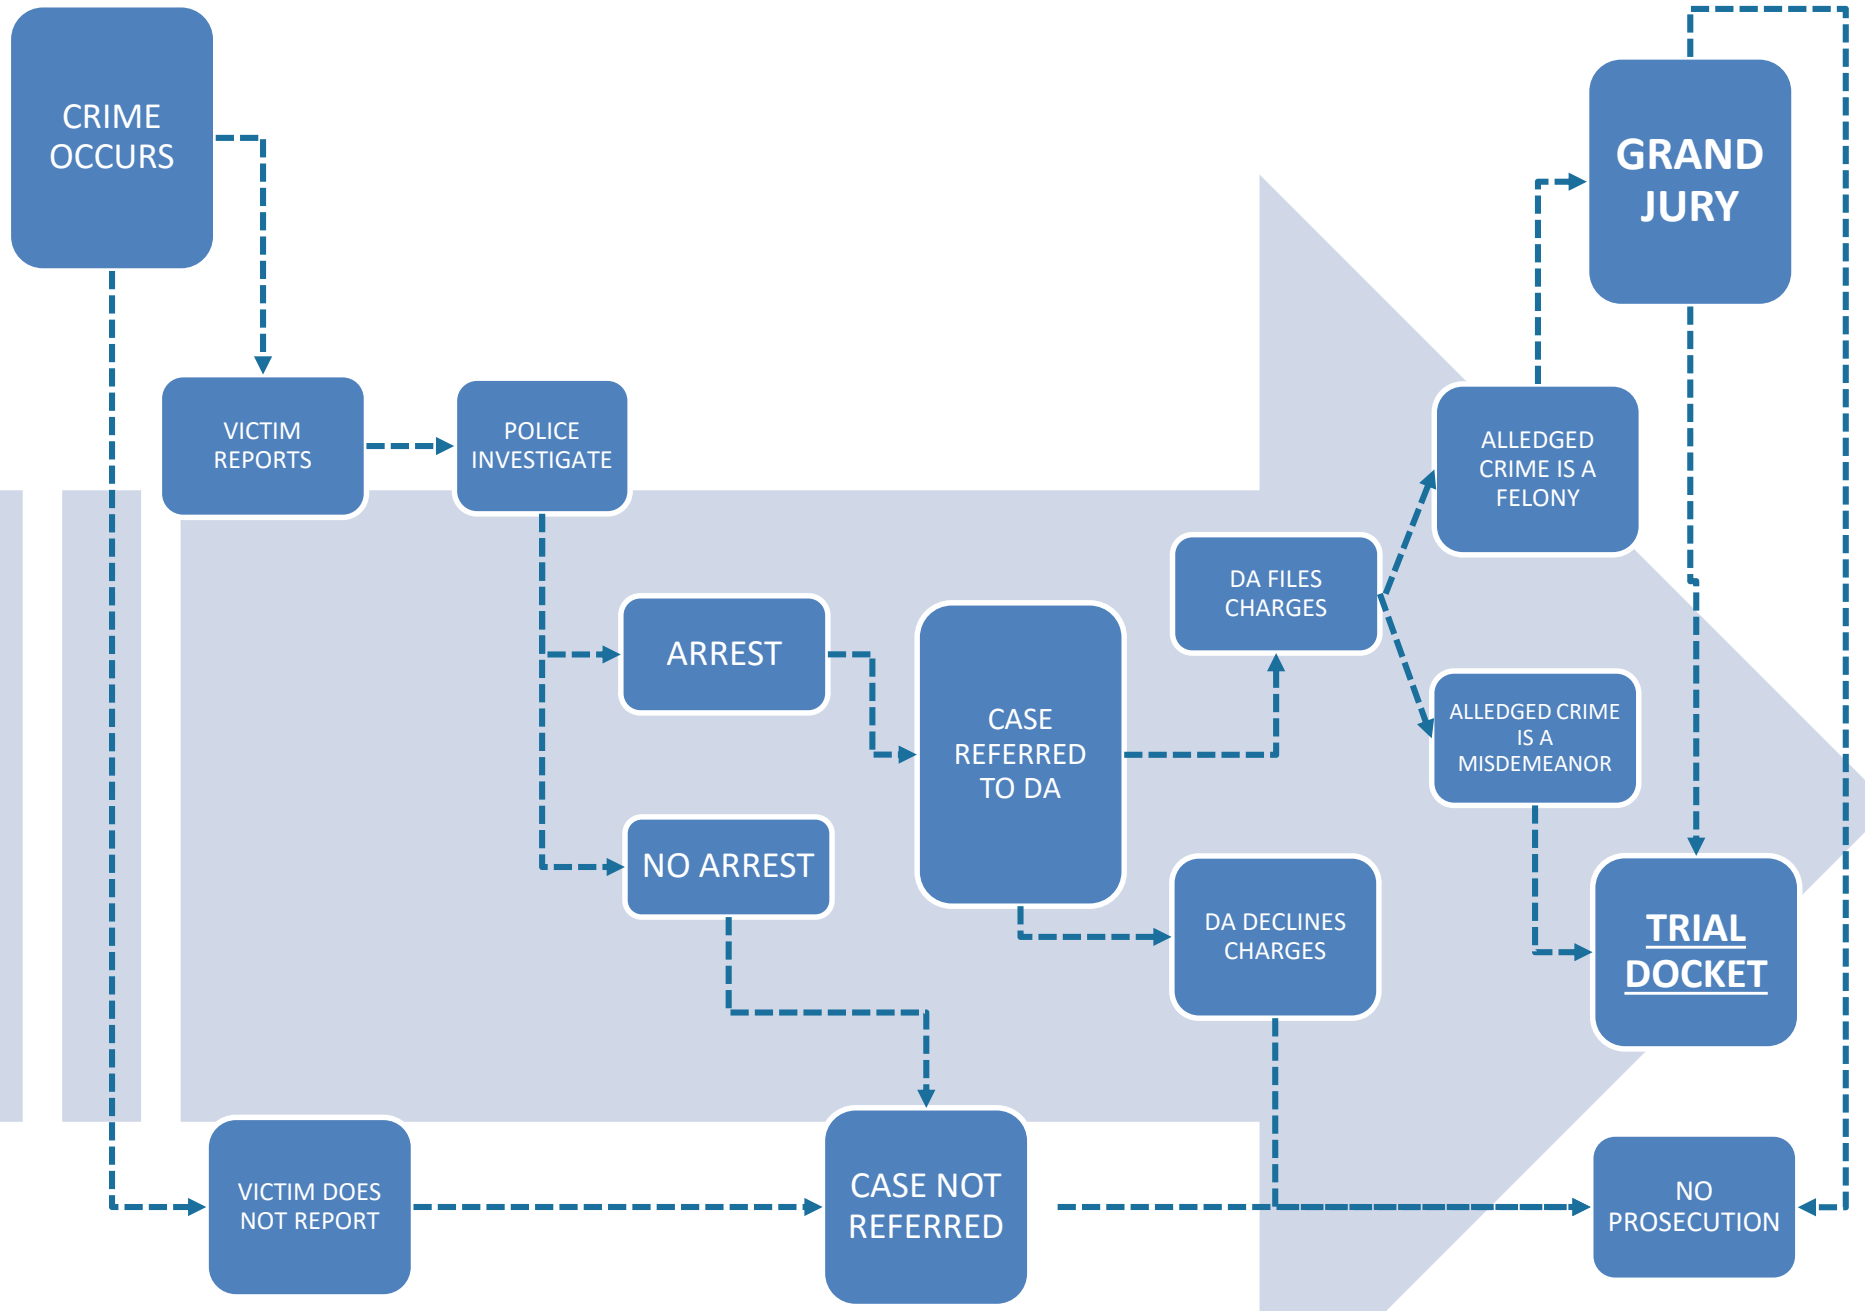 CRIME
OCCURS
GRAND
JURY
VICTIM
REPORTS
POLICE
INVESTIGATE
ALLEDGED
CRIME IS A
FELONY
DA FILES
CHARGES
ARREST
CASE
REFERRED
TO DA
ALLEDGED CRIME
IS A
MISDEMEANOR
NO ARREST
DA DECLINES
CHARGES
TRIAL
DOCKET
VICTIM DOES
NOT REPORT
CASE NOT
REFERRED
NO
PROSECUTION